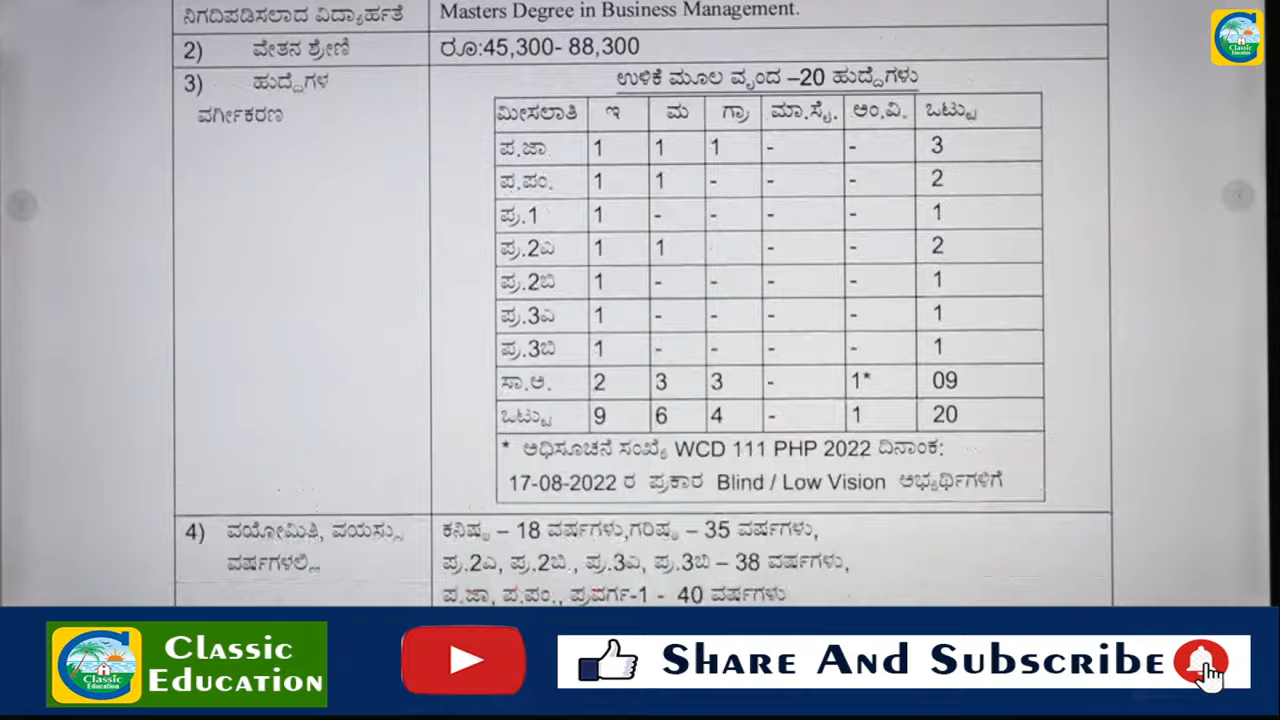 ನಿಗದಿಪಡಿಸಲಾದ ವಿದ್ಯಾರ್ಹತೆ Masters Degree in Business Management.
2) ವೇತನ ಶ್ರೇಣಿ ರೂ:45,300- 88,300
3) ಹುದ್ದೆಗಳ ವರ್ಗೀಕರಣ
ಉಳಿಕೆ ಮೂಲ ವೃಂದ –20 ಹುದ್ದೆಗಳು
ಮೀಸಲಾತಿ ಇ ಮ ಗ್ರಾ ಮಾ.ಸೈ. ಅಂ.ವಿ. ಒಟ್ಟು
ಪ.ಜಾ 1 1 1 - - 3
ಪ.ಪಂ. 1 1 - - - 2
ಪ್ರ.1 1 - - - - 1
ಪ್ರ.2ಎ 1 1 - - 2
ಪ್ರ.2ಬಿ 1 - - - - 1
ಪ್ರ.3ಎ 1 - - - - 1
ಪ್ರ.3ಬಿ 1 - - - - 1
ಸಾ.ಅ. 2 3 3 - 1* 09
ಒಟ್ಟು 9 6 4 - 1 20
* ಅಧಿಸೂಚನೆ ಸಂಖ್ಯೆ WCD 111 PHP 2022 ದಿನಾಂಕ:
17-08-2022 ರ ಪ್ರಕಾರ Blind / Low Vision ಅಭ್ಯರ್ಥಿಗಳಿಗೆ
4) ವಯೋಮಿತಿ, ವಯಸ್ಸು ವರ್ಷಗಳಲ್ಲಿ
ಕನಿಷ್ಠ – 18 ವರ್ಷಗಳು,ಗರಿಷ್ಠ – 35 ವರ್ಷಗಳು,
ಪ್ರ.2ಎ, ಪ್ರ.2ಬಿ., ಪ್ರ.3ಎ, ಪ್ರ.3ಬಿ – 38 ವರ್ಷಗಳು,
ಪ.ಜಾ, ಪ.ಪಂ., ಪ್ರವರ್ಗ-1 - 40 ವರ್ಷಗಳು
Classic Education
Classic Education
Classic
Education
Share And Subscribe